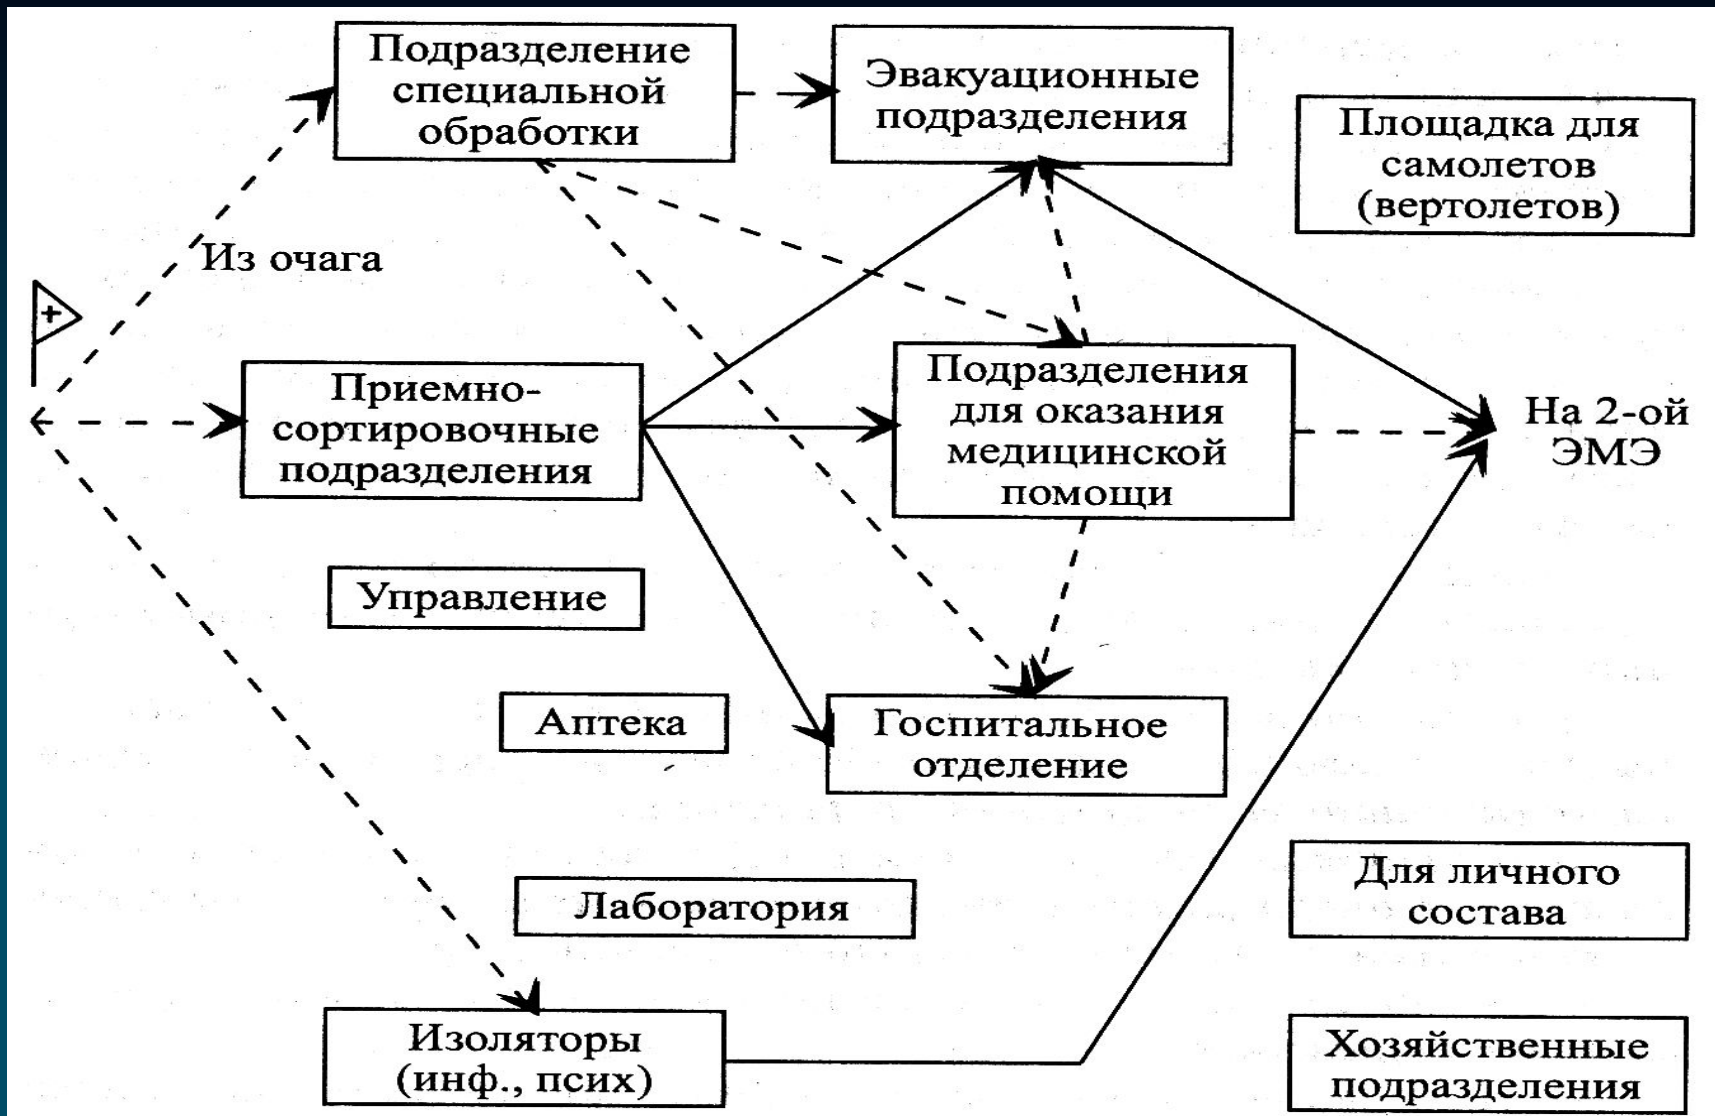 Подразделение
специальной
обработки
Эвакуационные
подразделения
Площадка для
самолетов
(вертолетов)
Из очага
+
Приемно-
сортировочные
подразделения
Подразделения
для оказания
медицинской
помощи
На 2-ой
ЭМЭ
Управление
Аптека
Госпитальное
отделение
Лаборатория
Для личного
состава
Изоляторы
(инф., псих)
Хозяйственные
подразделения